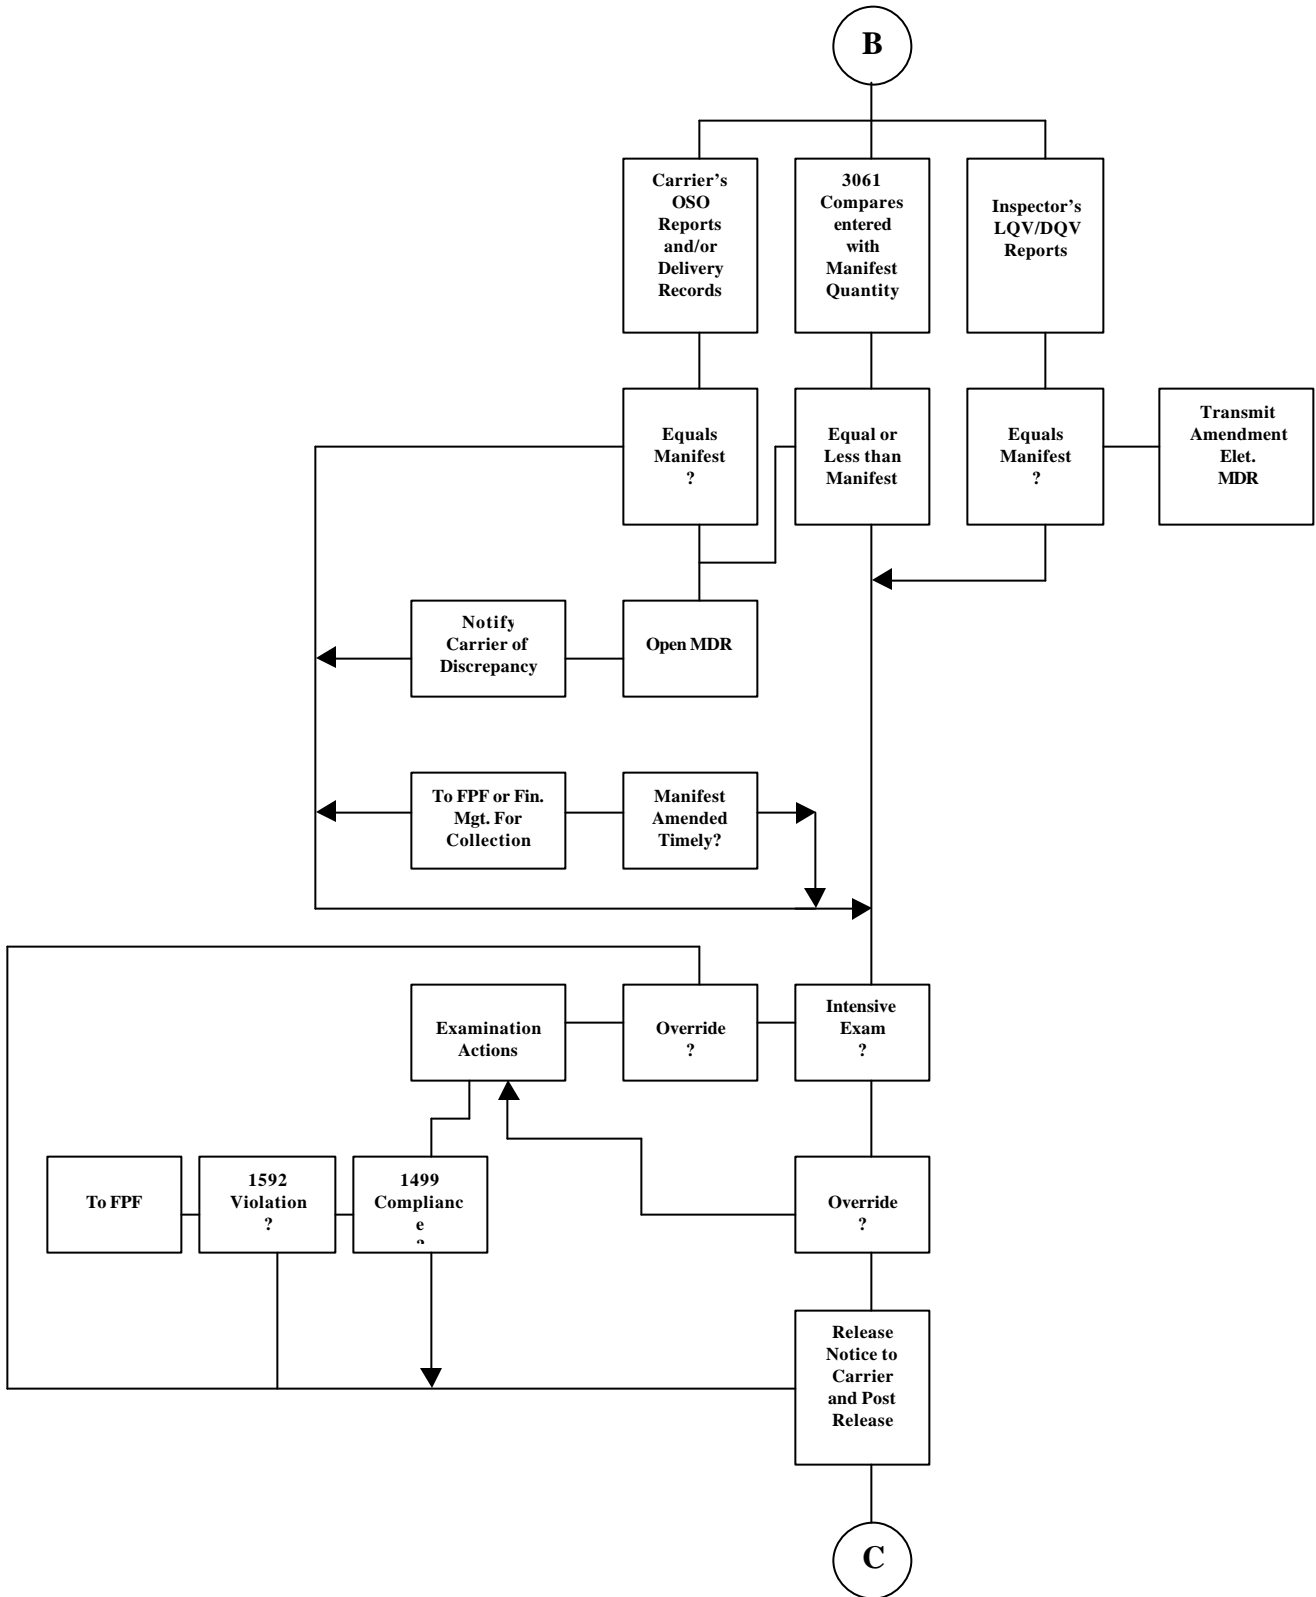 B
Carrier’s
OSO
Reports
and/or
Delivery
Records
3061
Compares
entered
with
Manifest
Quantity
Inspector’s
LQV/DQV
Reports
Equals
Manifest
?
Equal or
Less than
Manifest
Equals
Manifest
?
Transmit
Amendment
Elet.
MDR
Notify
Carrier of
Discrepancy
Open MDR
To FPF or Fin.
Mgt. For
Collection
Manifest
Amended
Timely?
Examination
Actions
Override
?
Intensive
Exam
?
To FPF
1592
Violation
?
1499
Complianc
e
?
Override
?
Release
Notice to
Carrier
and Post
Release
C